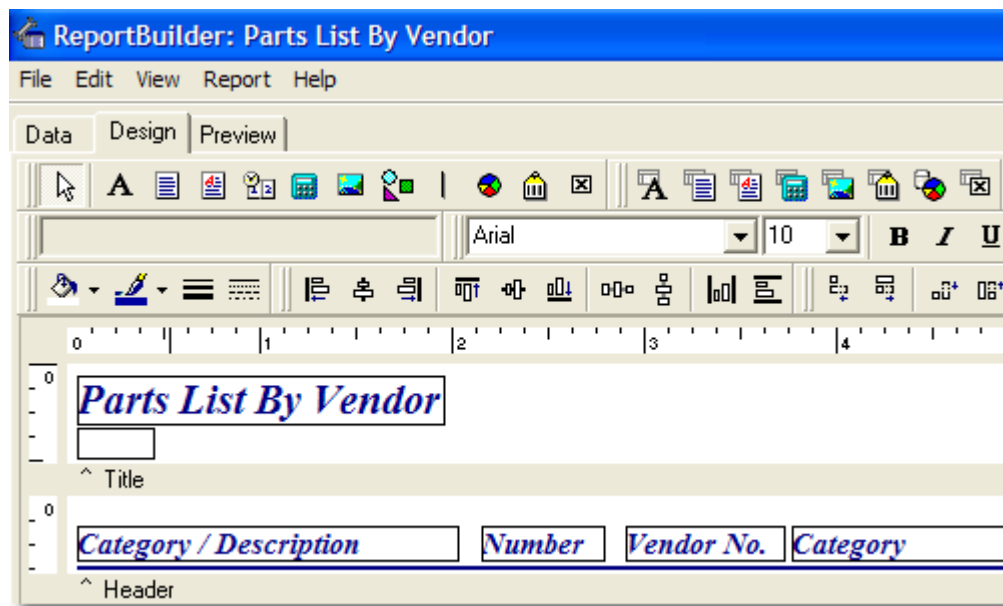 ReportBuilder: Parts List By Vendor
File Edit View Report Help
Data Design Preview
A A
Arial 10 B I U
0 1 2 3 4
0
Parts List By Vendor
^ Title
0
Category / Description Number Vendor No. Category
^ Header